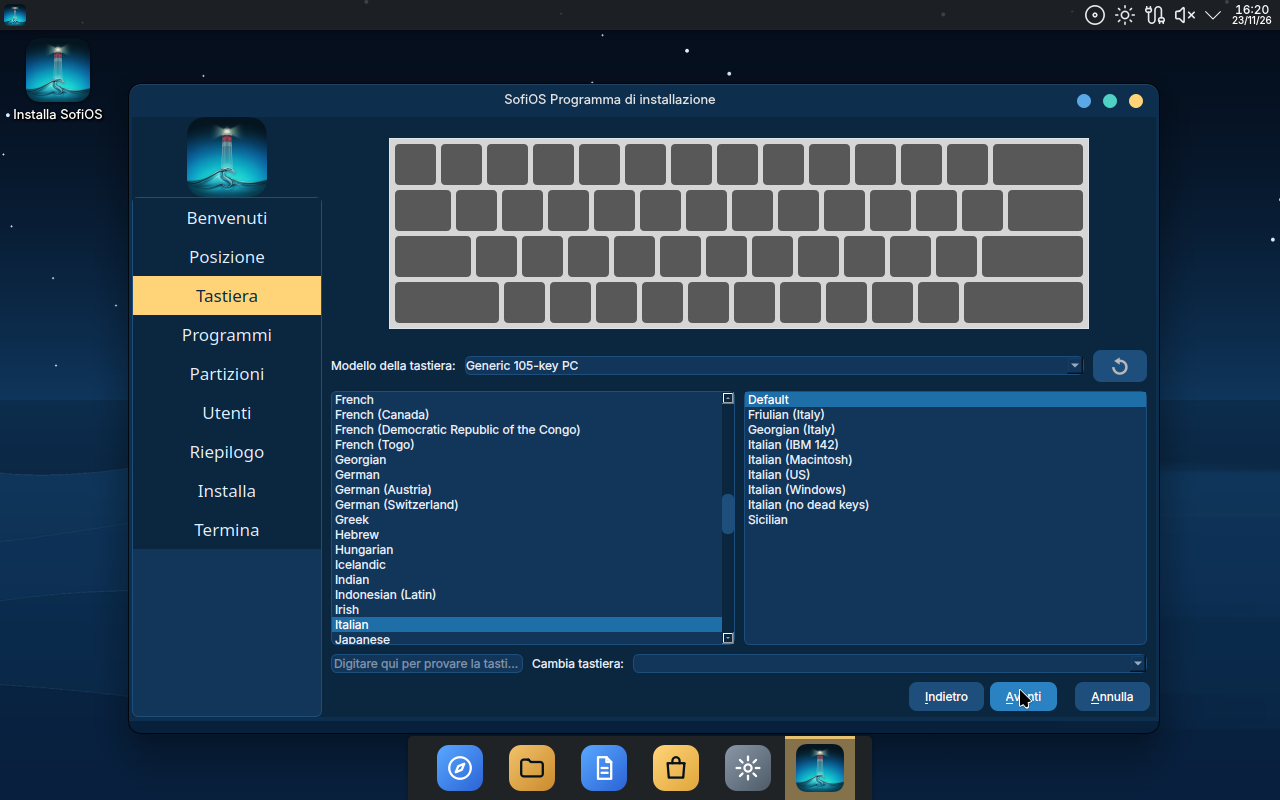 16:20
23/11/26
Installa SofiOS
SofiOS Programma di installazione
Benvenuti
Posizione
Tastiera
Programmi
Partizioni
Utenti
Riepilogo
Installa
Termina
Modello della tastiera: Generic 105-key PC
French
French (Canada)
French (Democratic Republic of the Congo)
French (Togo)
Georgian
German
German (Austria)
German (Switzerland)
Greek
Hebrew
Hungarian
Icelandic
Indian
Indonesian (Latin)
Irish
Italian
Japanese
Default
Friulian (Italy)
Georgian (Italy)
Italian (IBM 142)
Italian (Macintosh)
Italian (US)
Italian (Windows)
Italian (no dead keys)
Sicilian
Digitare qui per provare la tasti...
Cambia tastiera:
Indietro
Avanti
Annulla